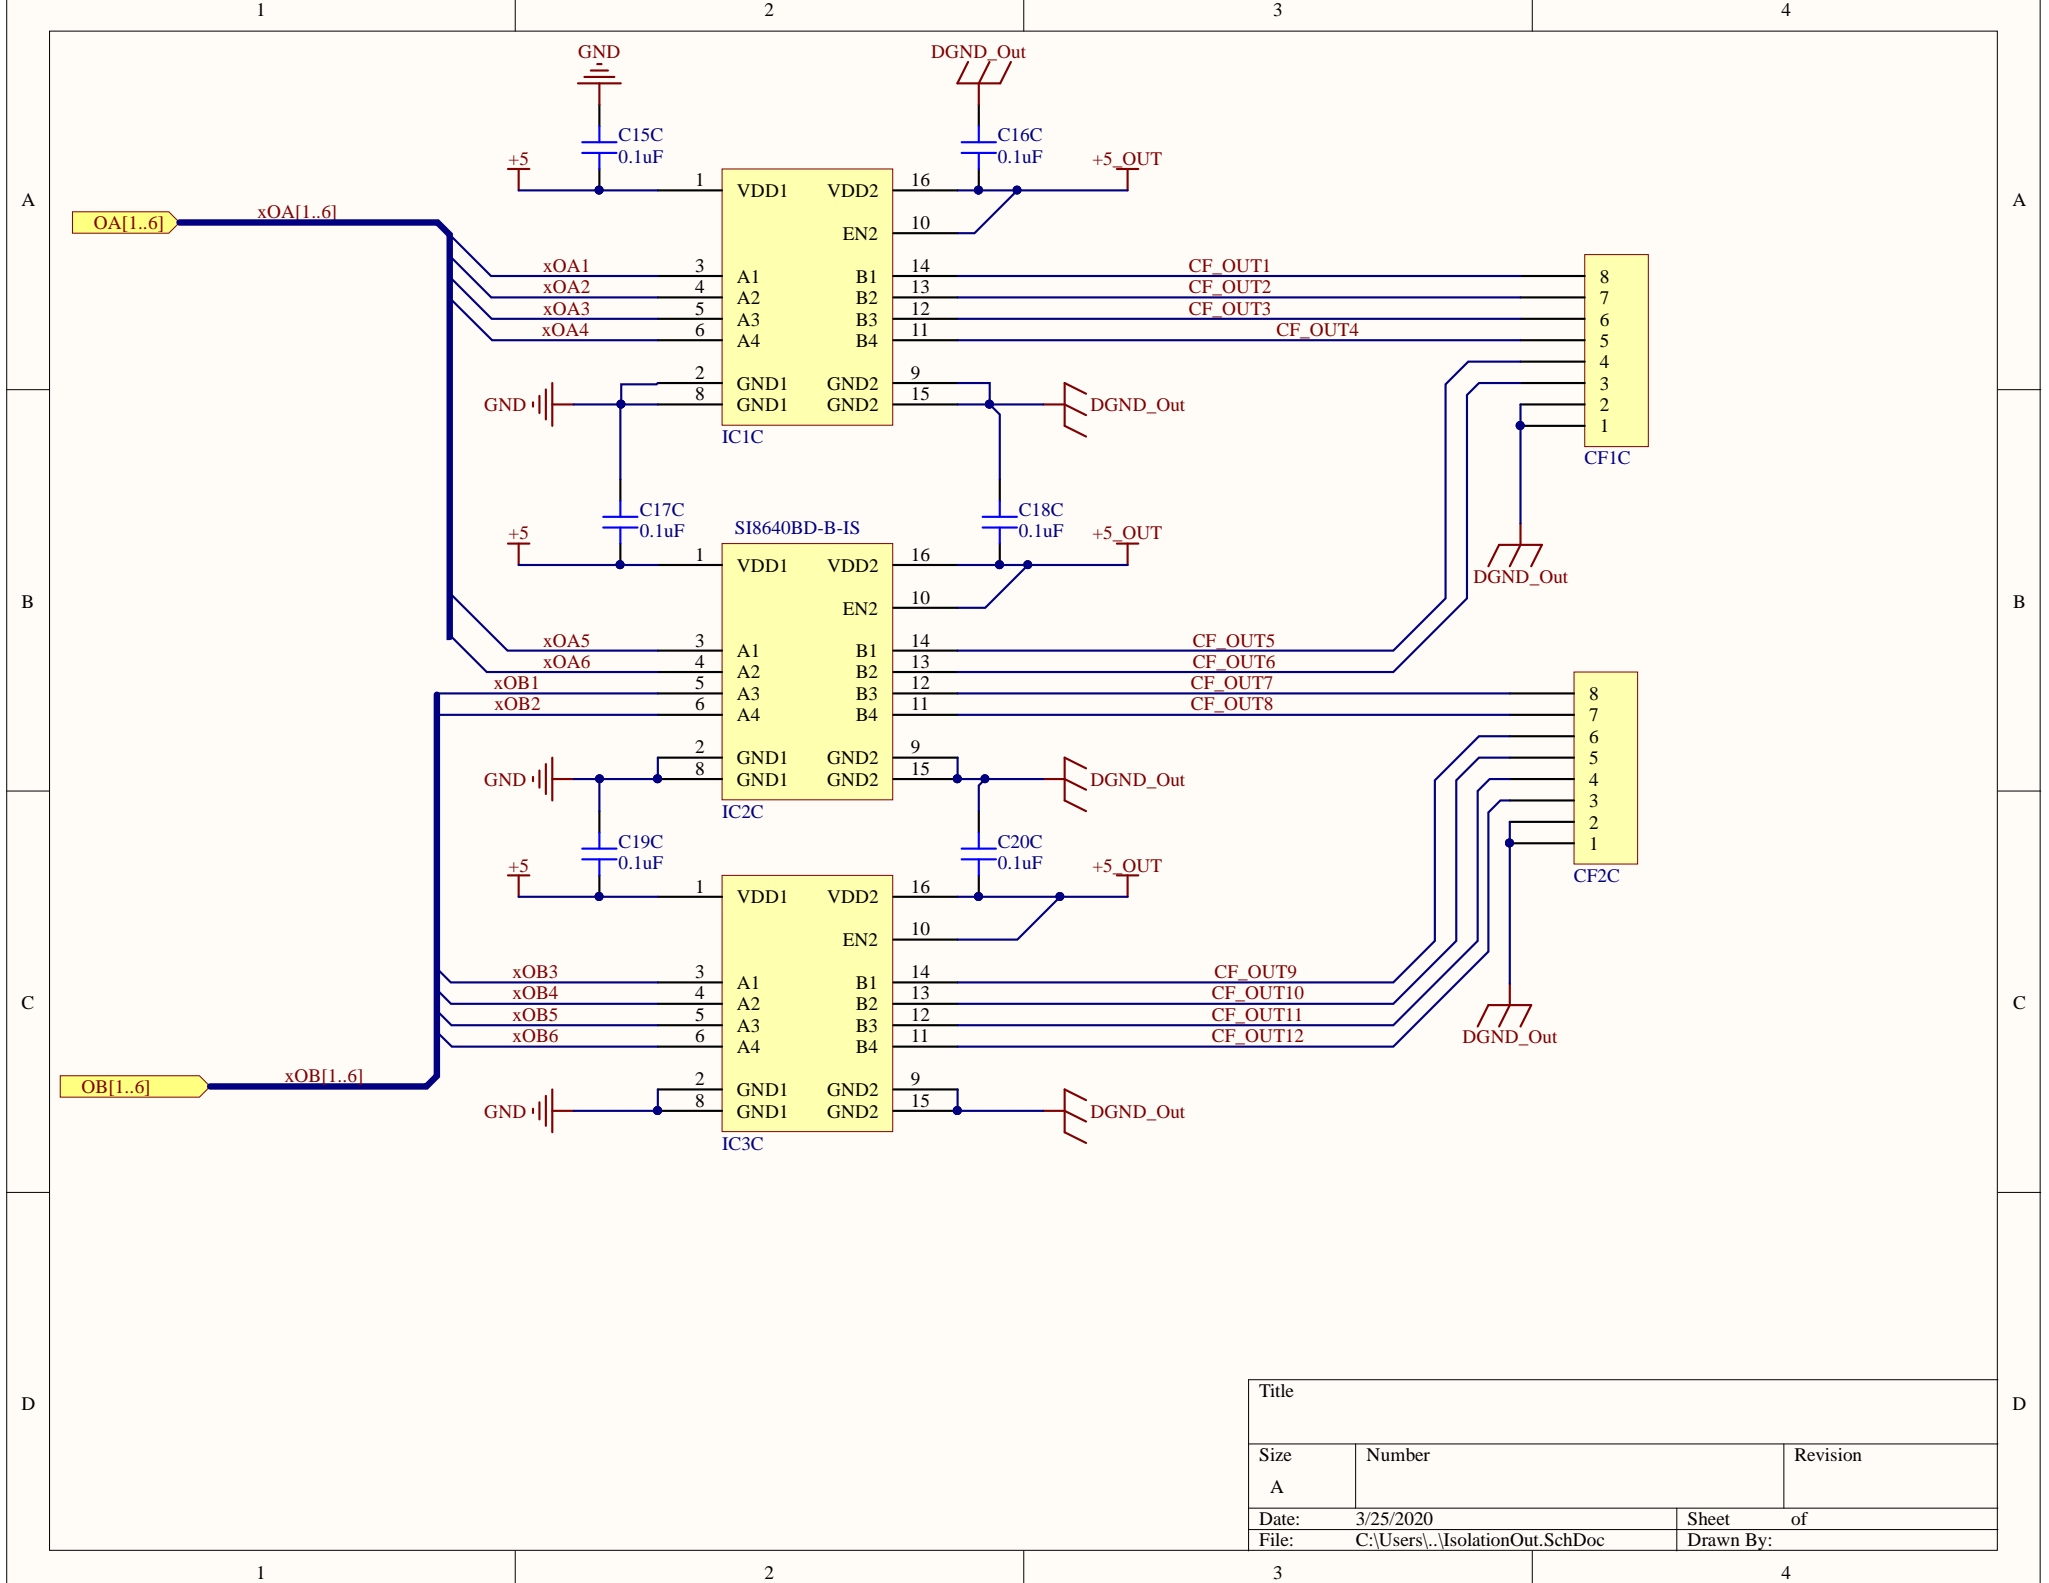 1 2 3 4
GND DGND_Out
C15C C16C
0.1uF 0.1uF
+5 +5_OUT
1 VDD1 VDD2 16
A A
xOA[1..6]
OA[1..6]
EN2 10
xOA1 3 A1 B1 14 CF_OUT1 8
xOA2 4 A2 B2 13 CF_OUT2 7
xOA3 5 A3 B3 12 CF_OUT3 6
xOA4 6 A4 B4 11 CF_OUT4 5
4
2 GND1 GND2 9 3
GND 8 GND1 GND2 15 DGND_Out 2
1
IC1C
CF1C
C17C C18C
0.1uF 0.1uF
SI8640BD-B-IS
+5 +5_OUT
1 VDD1 VDD2 16
DGND_Out
B B
EN2 10
xOA5 3 A1 B1 14 CF_OUT5
xOA6 4 A2 B2 13 CF_OUT6
xOB1 5 A3 B3 12 CF_OUT7 8
xOB2 6 A4 B4 11 CF_OUT8 7
6
2 GND1 GND2 9 5
GND 8 GND1 GND2 15 DGND_Out 4
3
IC2C
2
C19C C20C 1
0.1uF 0.1uF
+5 +5_OUT
CF2C
1 VDD1 VDD2 16
EN2 10
xOB3 3 A1 B1 14 CF_OUT9
xOB4 4 A2 B2 13 CF_OUT10
C C
xOB5 5 A3 B3 12 CF_OUT11
xOB6 6 A4 B4 11 CF_OUT12
DGND_Out
xOB[1..6]
OB[1..6]
2 GND1 GND2 9
GND 8 GND1 GND2 15 DGND_Out
IC3C
Title
D D
Size Number Revision
A
Date: 3/25/2020 Sheet of
File: C:\Users\..\IsolationOut.SchDoc Drawn By:
1 2 3 4